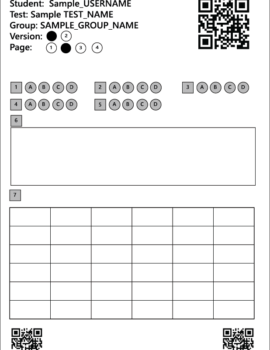 Student: Sample_USERNAME
Test: Sample TEST_NAME
Group: SAMPLE_GROUP_NAME
Version: 2
Page: 1 3 4
1 A B C D 2 A B C D 3 A B C D
4 A B C D 5 A B C D
6
7